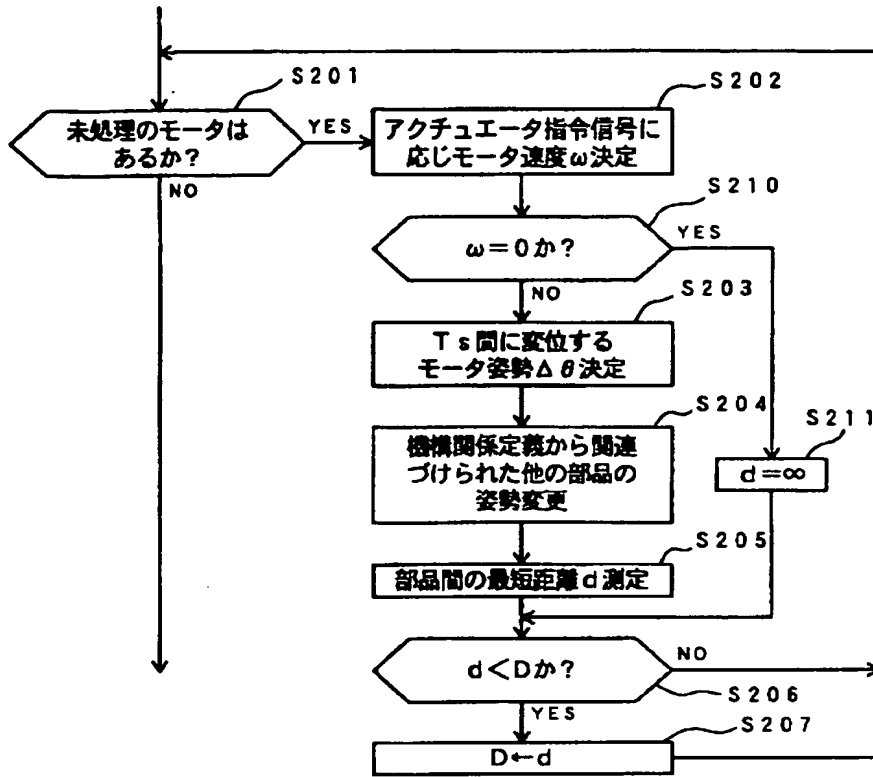 S201
未処理のモータは
あるか？
YES
NO
S202
アクチュエータ指令信号に
応じモータ速度ω決定
S210
ω＝0か？
YES
NO
S203
Ts間に変位する
モータ姿勢Δθ決定
S204
機構関係定義から関連
づけられた他の部品の
姿勢変更
S211
d＝∞
S205
部品間の最短距離d測定
d＜Dか？
NO
S206
YES
S207
D←d